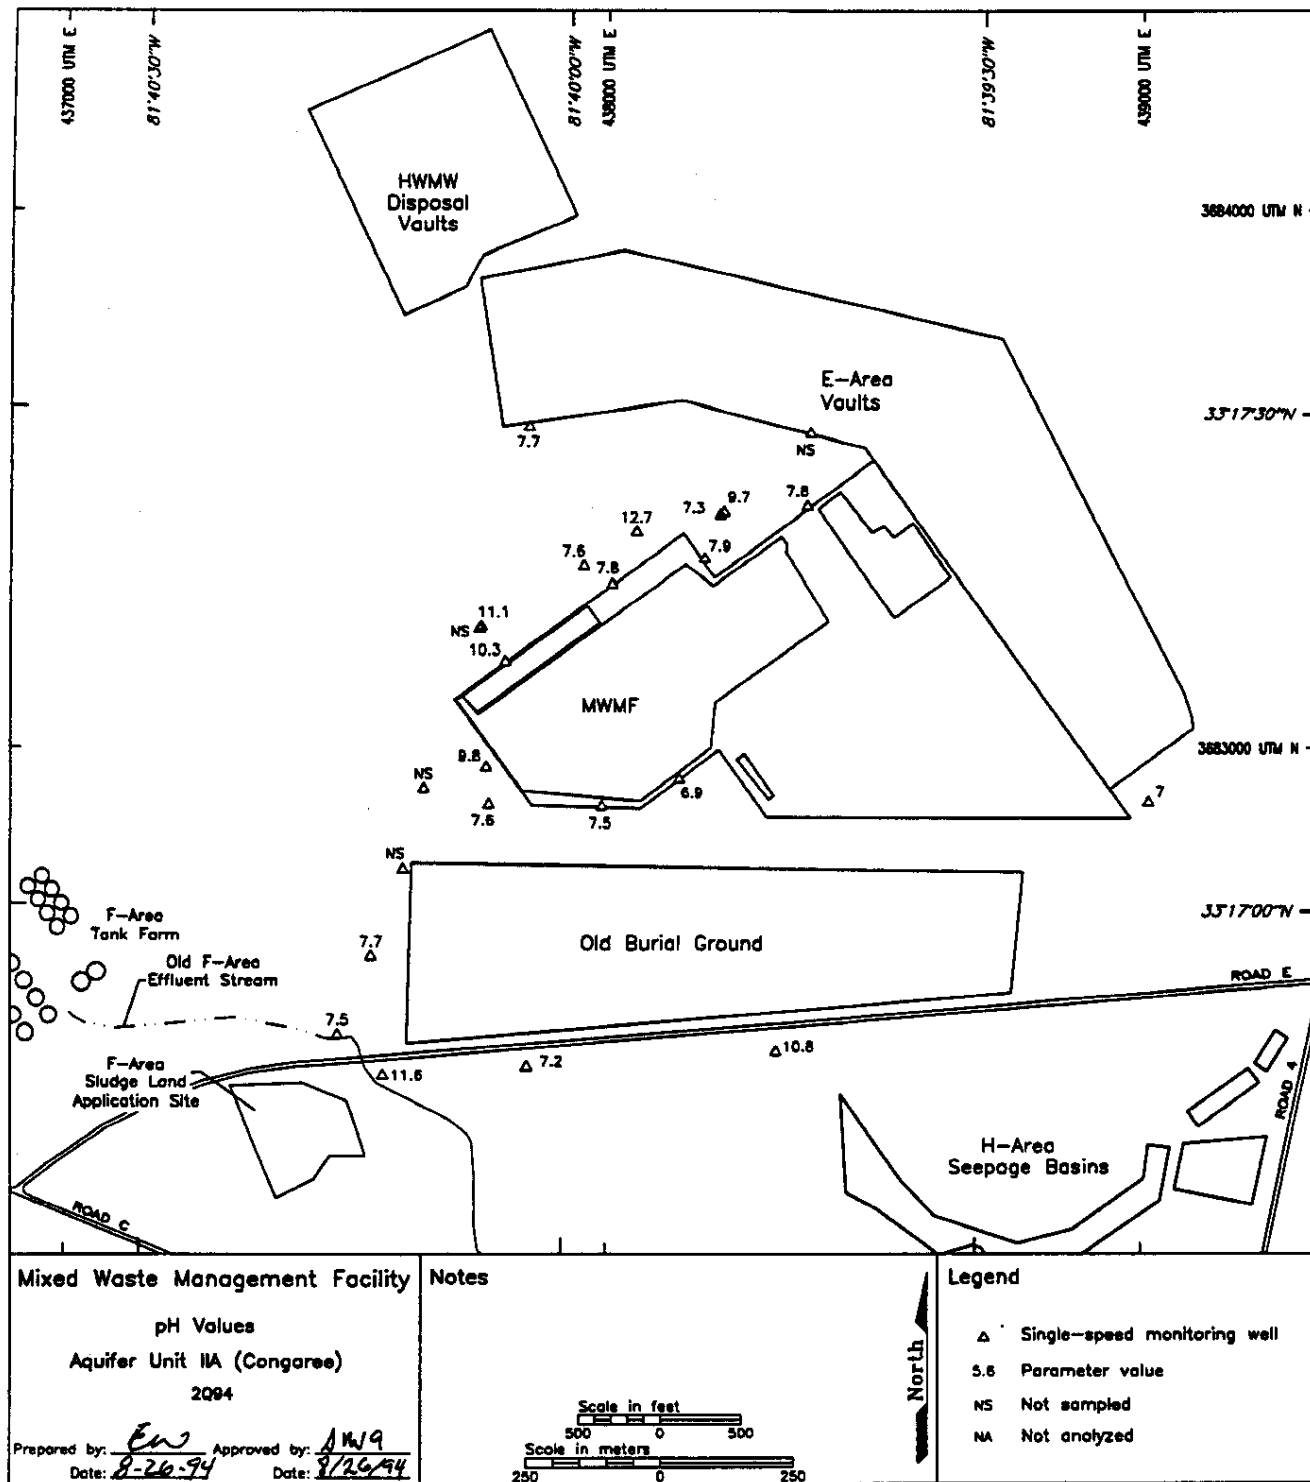 437000 UTM E
81°40'30"W
81°40'00"W
438000 UTM E
81°39'30"W
439000 UTM E
HWMW
Disposal
Vaults
3684000 UTM N
E-Area
Vaults
33°17'30"N
7.7
NS
7.8
9.7
7.3
12.7
7.9
7.6
7.8
11.1
NS
10.3
MWMF
3683000 UTM N
9.8
NS
6.9
7
7.6
7.5
NS
F-Area
Tank Farm
33°17'00"N
7.7
Old Burial Ground
Old F-Area
Effluent Stream
ROAD E
7.5
10.8
7.2
11.6
F-Area
Sludge Land
Application Site
ROAD 4
H-Area
Seepage Basins
ROAD C
Mixed Waste Management Facility
pH Values
Aquifer Unit IIA (Congaree)
2Q94
Prepared by: EW Approved by:
Date: 8-26-94 Date: 8/26/94
Notes
North
Scale in feet
500 0 500
Scale in meters
250 0 250
Legend
Single-speed monitoring well
5.6 Parameter value
NS Not sampled
NA Not analyzed